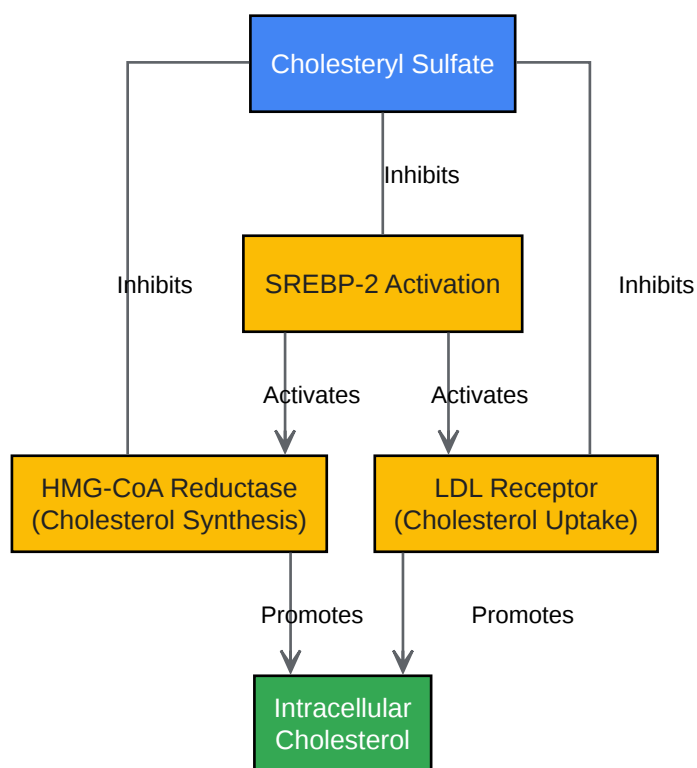 Cholesteryl Sulfate
Inhibits
SREBP-2 Activation
Inhibits
Inhibits
Activates
Activates
HMG-CoA Reductase
(Cholesterol Synthesis)
LDL Receptor
(Cholesterol Uptake)
Promotes
Promotes
Intracellular
Cholesterol